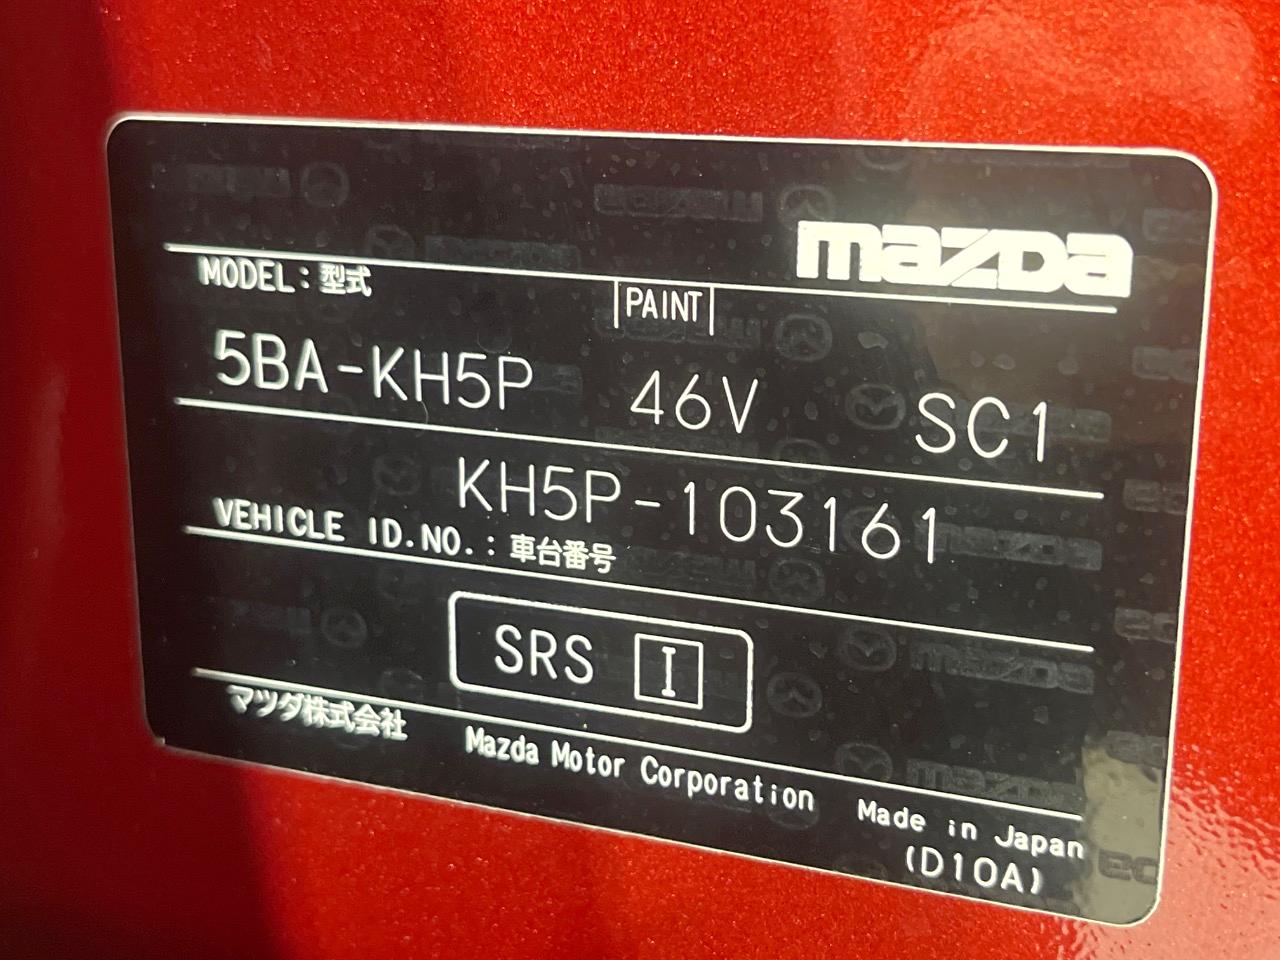 mazda
MODEL：型式
PAINT
5BA-KH5P 46V SC1
KH5P-103161
VEHICLE ID.NO.：車台番号
SRS I
マツダ株式会社 Mazda Motor Corporation Made in Japan
(D10A)